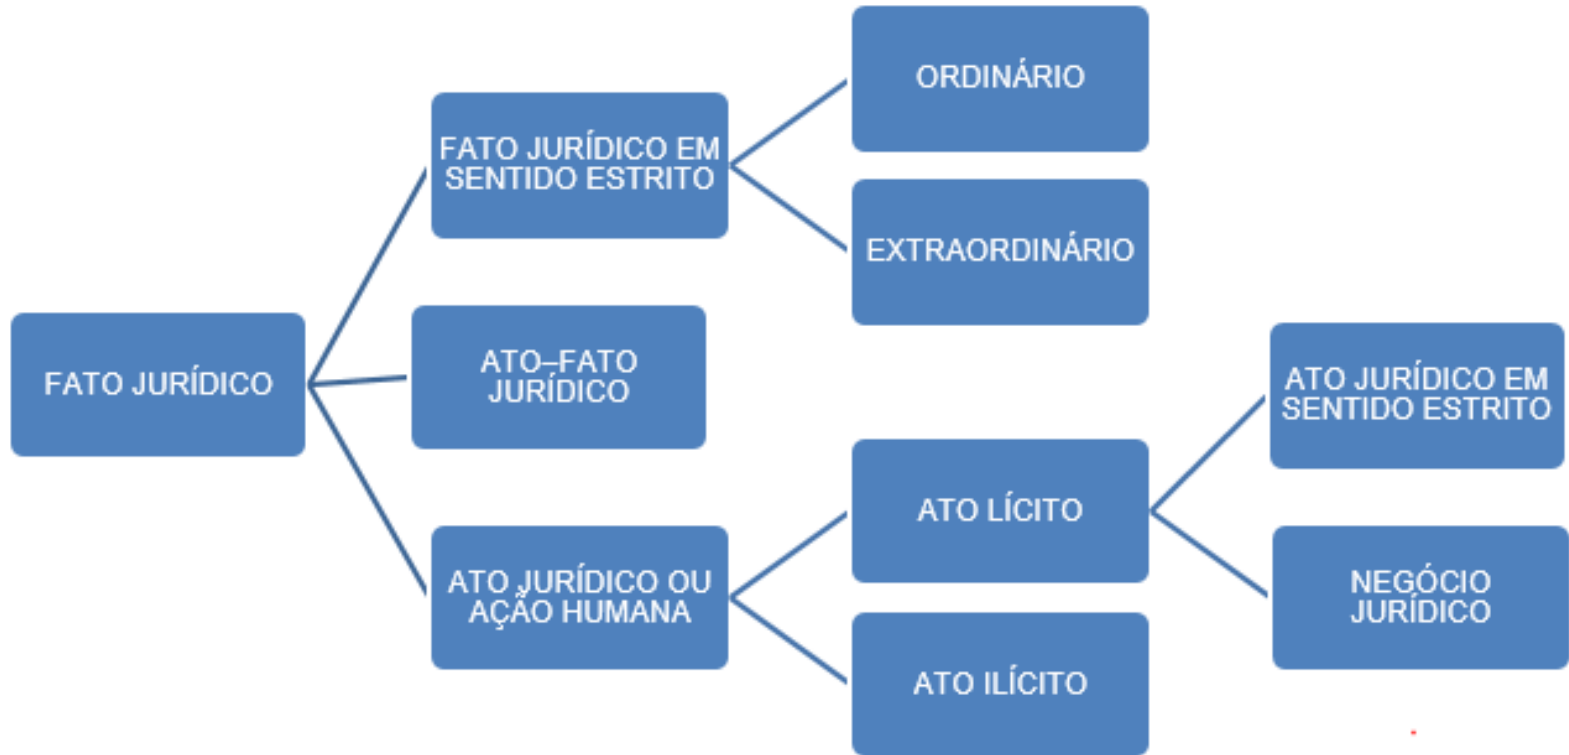 FATO JURÍDICO
FATO JURÍDICO EM
SENTIDO ESTRITO
ORDINÁRIO
EXTRAORDINÁRIO
ATO–FATO
JURÍDICO
ATO JURÍDICO OU
AÇÃO HUMANA
ATO LÍCITO
ATO JURÍDICO EM
SENTIDO ESTRITO
NEGÓCIO
JURÍDICO
ATO ILÍCITO